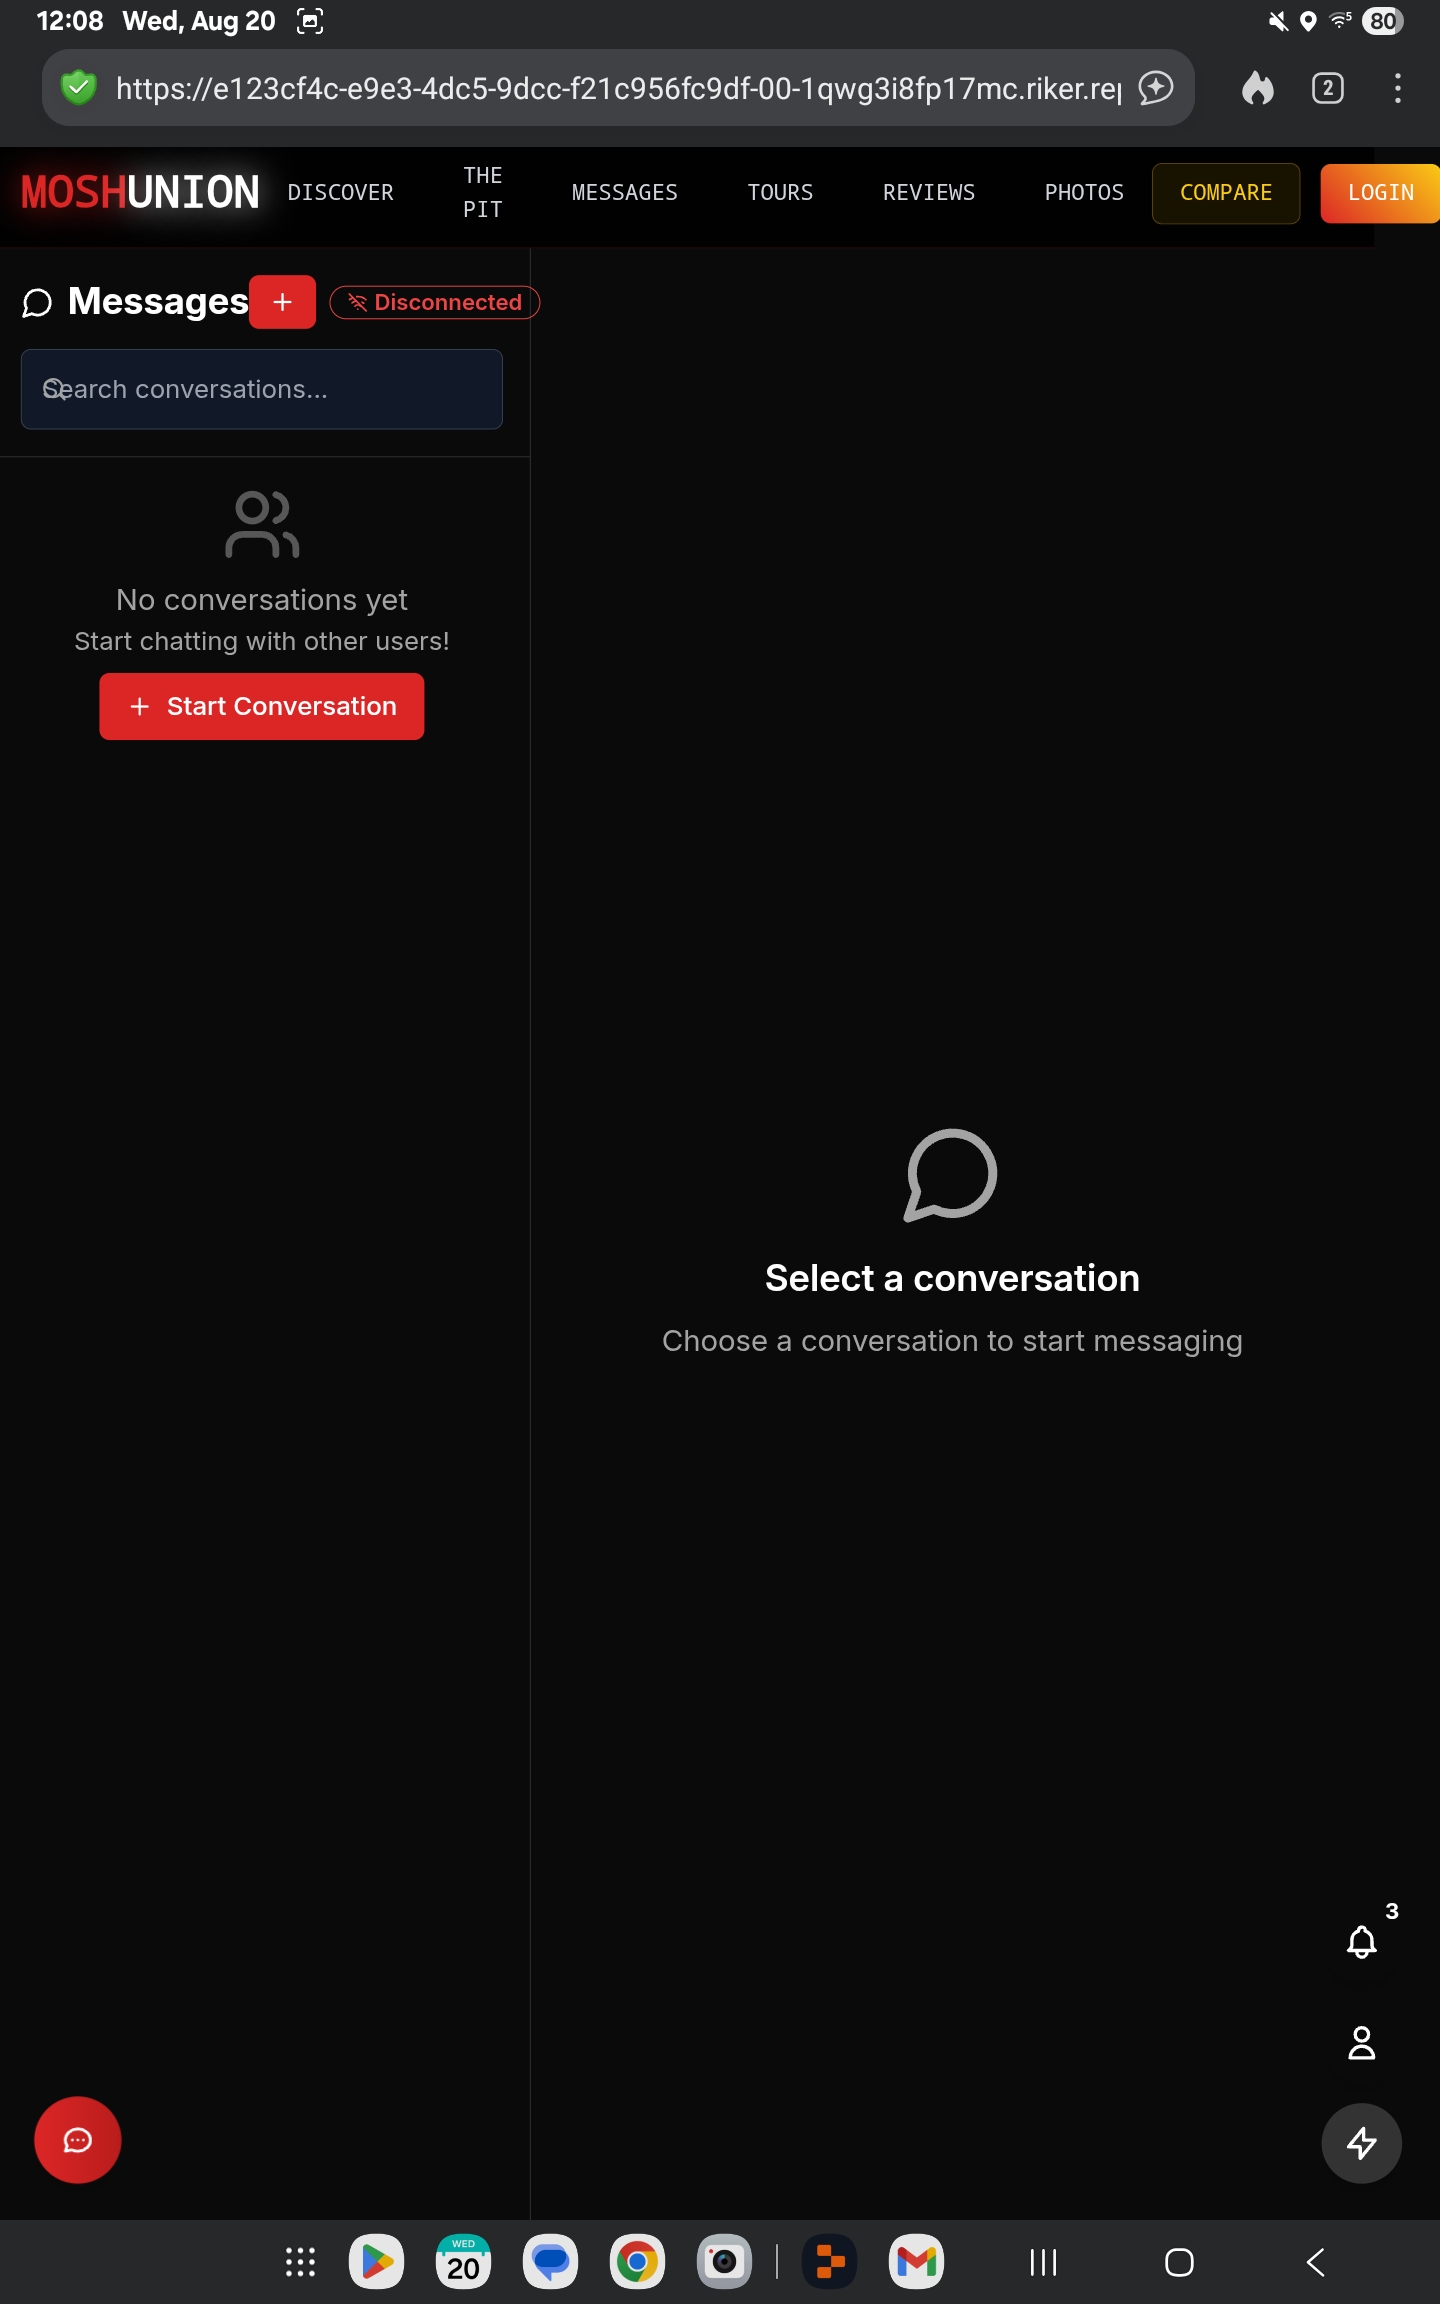 12:08 Wed, Aug 20
5 80
https://e123cf4c-e9e3-4dc5-9dcc-f21c956fc9df-00-1qwg3i8fp17mc.riker.rep
2
MOSHUNION
DISCOVER
THE
PIT
MESSAGES
TOURS
REVIEWS
PHOTOS
COMPARE
LOGIN
Messages
+
Disconnected
Search conversations...
No conversations yet
Start chatting with other users!
+ Start Conversation
Select a conversation
Choose a conversation to start messaging
3
WED
20